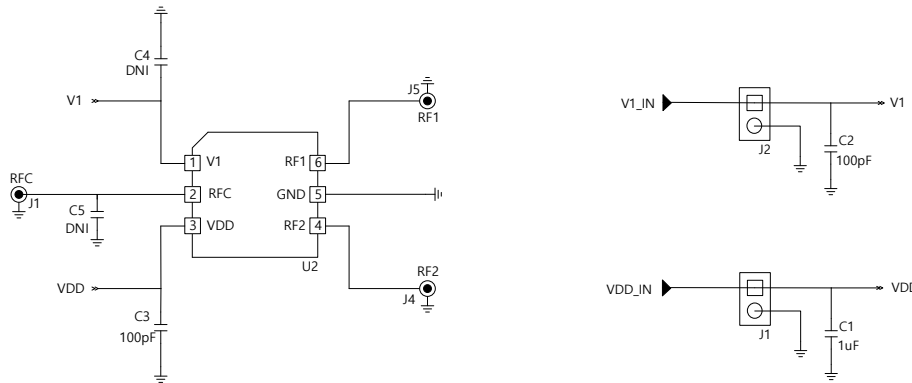 C4
DNI
V1
J5
RF1
1
V1
RF1
6
RFC
J1
2
RFC
GND
5
C5
DNI
3
VDD
RF2
4
U2
VDD
RF2
J4
C3
100pF
V1_IN
V1
J2
C2
100pF
VDD_IN
VDD
J1
C1
1uF